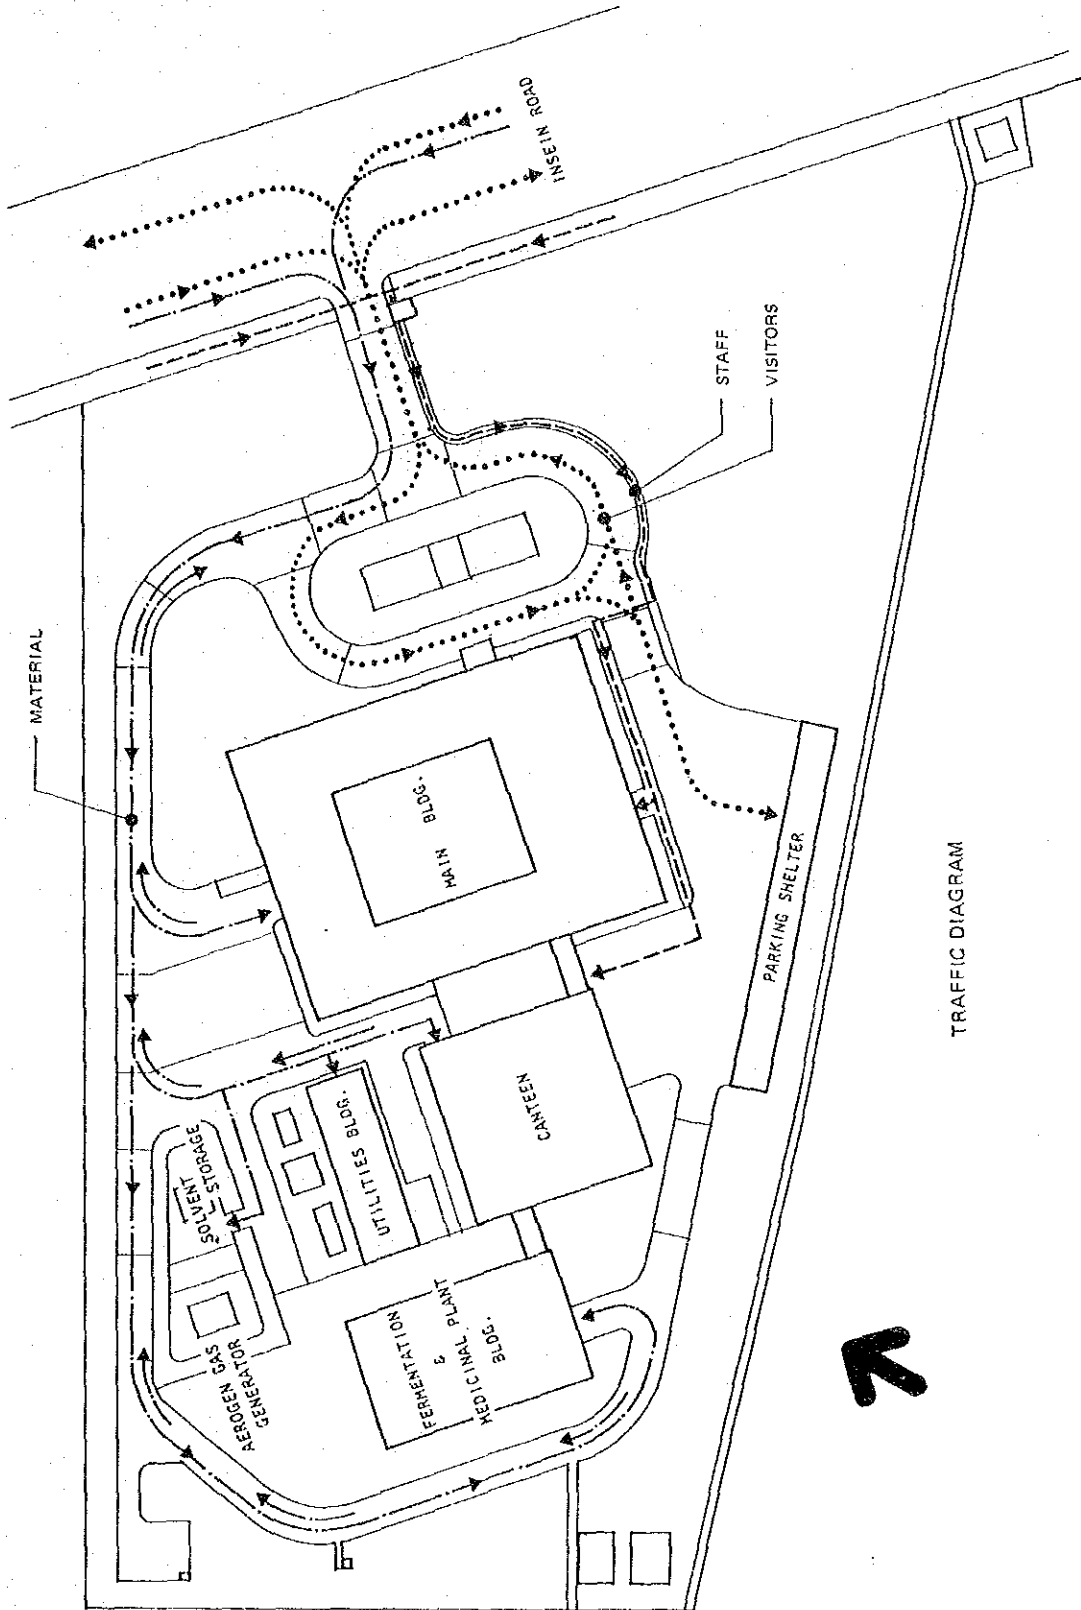 INSEIN ROAD
STAFF
VISITORS
MATERIAL
MAIN BLDG.
PARKING SHELTER
CANTEEN
UTILITIES BLDG.
SOLVENT
STORAGE
AEROGEN GAS
GENERATOR
FERMENTATION
&
MEDICINAL PLANT
BLDG.
TRAFFIC DIAGRAM